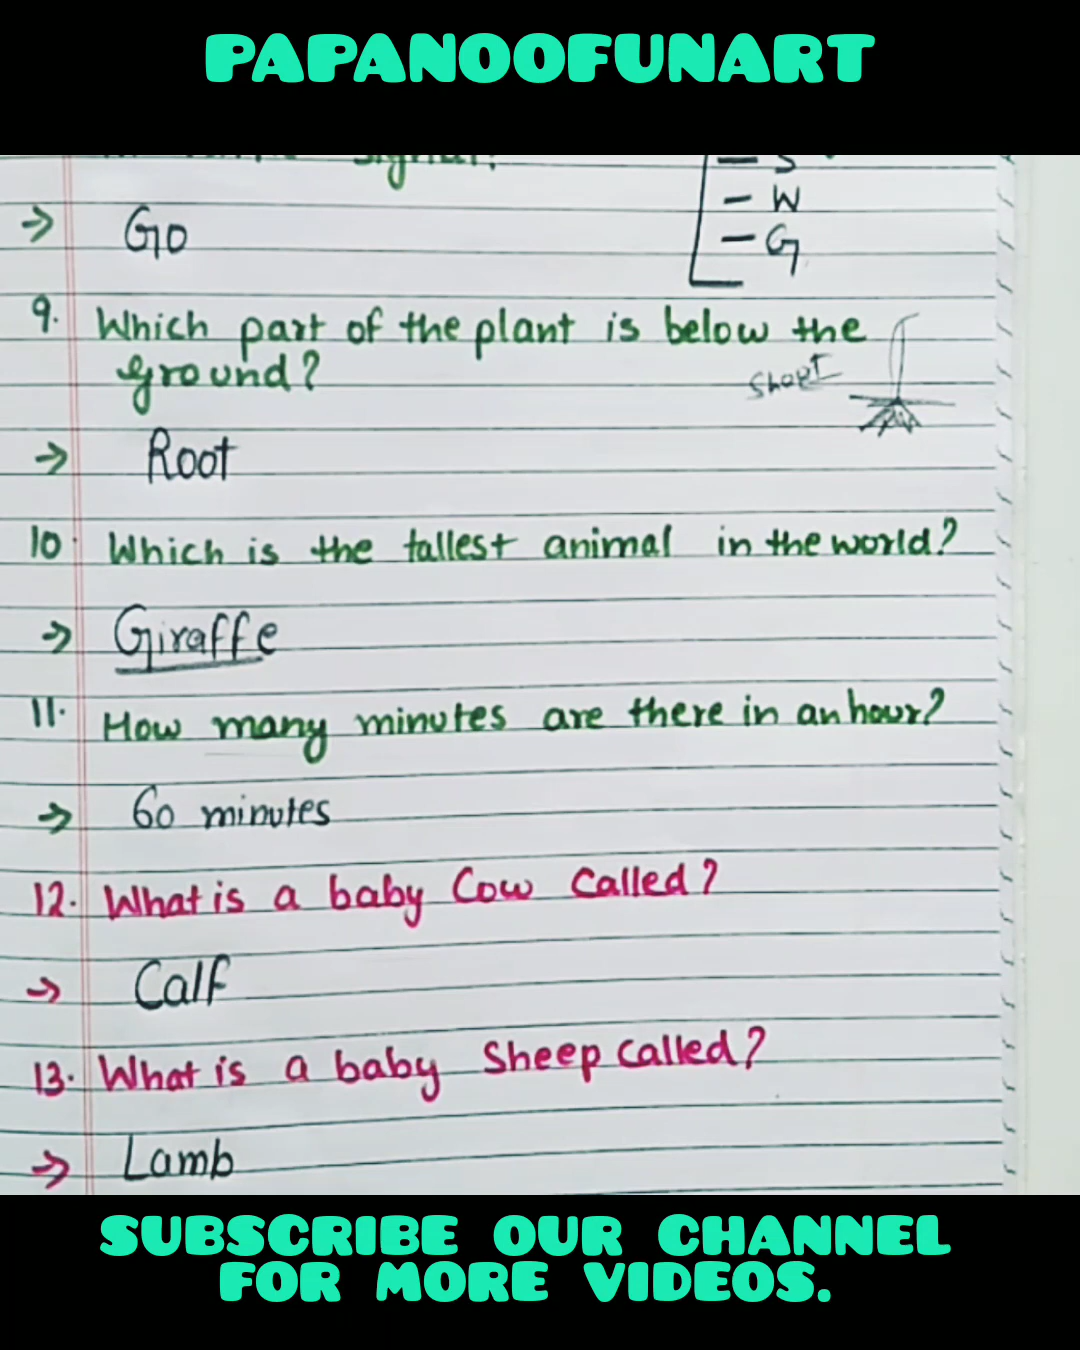 PAPANOOFUNART
signal?
- S
- W
- G
→ Go
9. Which part of the plant is below the
ground?
Shoot
→ Root
10. Which is the tallest animal in the world?
→ Giraffe
11. How many minutes are there in an hour?
→ 60 minutes
12. What is a baby Cow Called?
→ Calf
13. What is a baby Sheep Called?
→ Lamb
SUBSCRIBE OUR CHANNEL
FOR MORE VIDEOS.